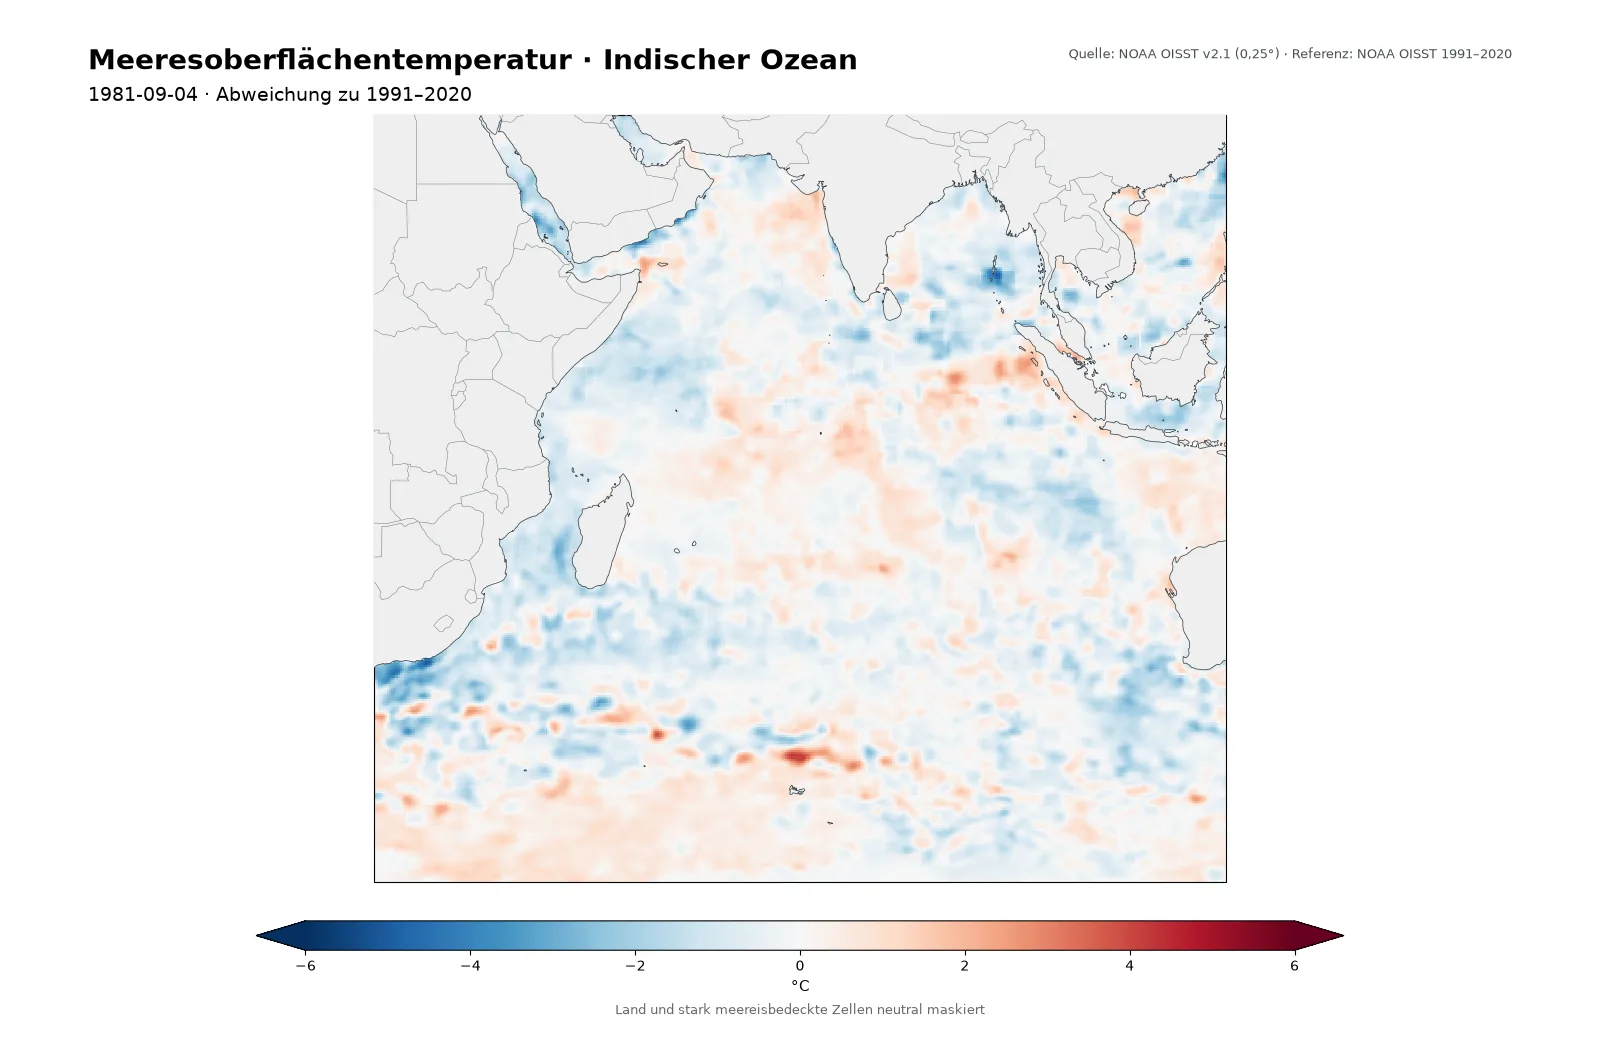 Meeresoberflächentemperatur · Indischer Ozean
Quelle: NOAA OISST v2.1 (0,25°) · Referenz: NOAA OISST 1991–2020
1981-09-04 · Abweichung zu 1991–2020
−6 −4 −2 0 2 4 6
°C
Land und stark meereisbedeckte Zellen neutral maskiert